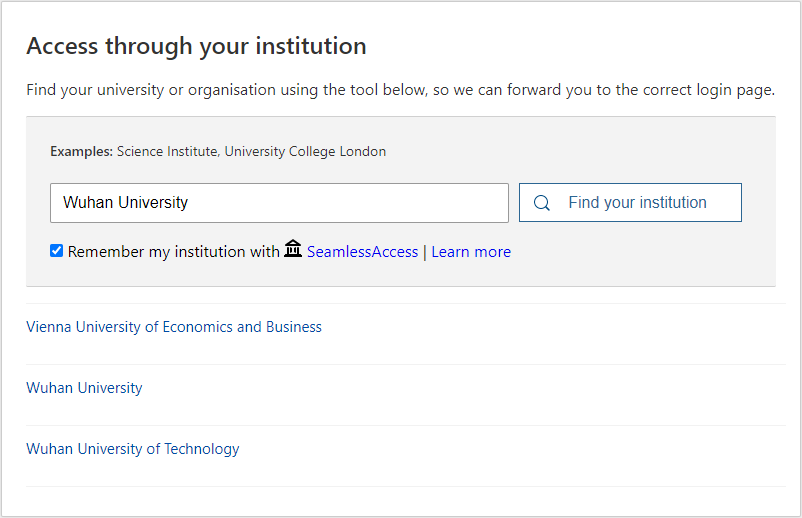 Access through your institution
Find your university or organisation using the tool below, so we can forward you to the correct login page.
Examples: Science Institute, University College London
Wuhan University
Find your institution
Remember my institution with SeamlessAccess | Learn more
Vienna University of Economics and Business
Wuhan University
Wuhan University of Technology